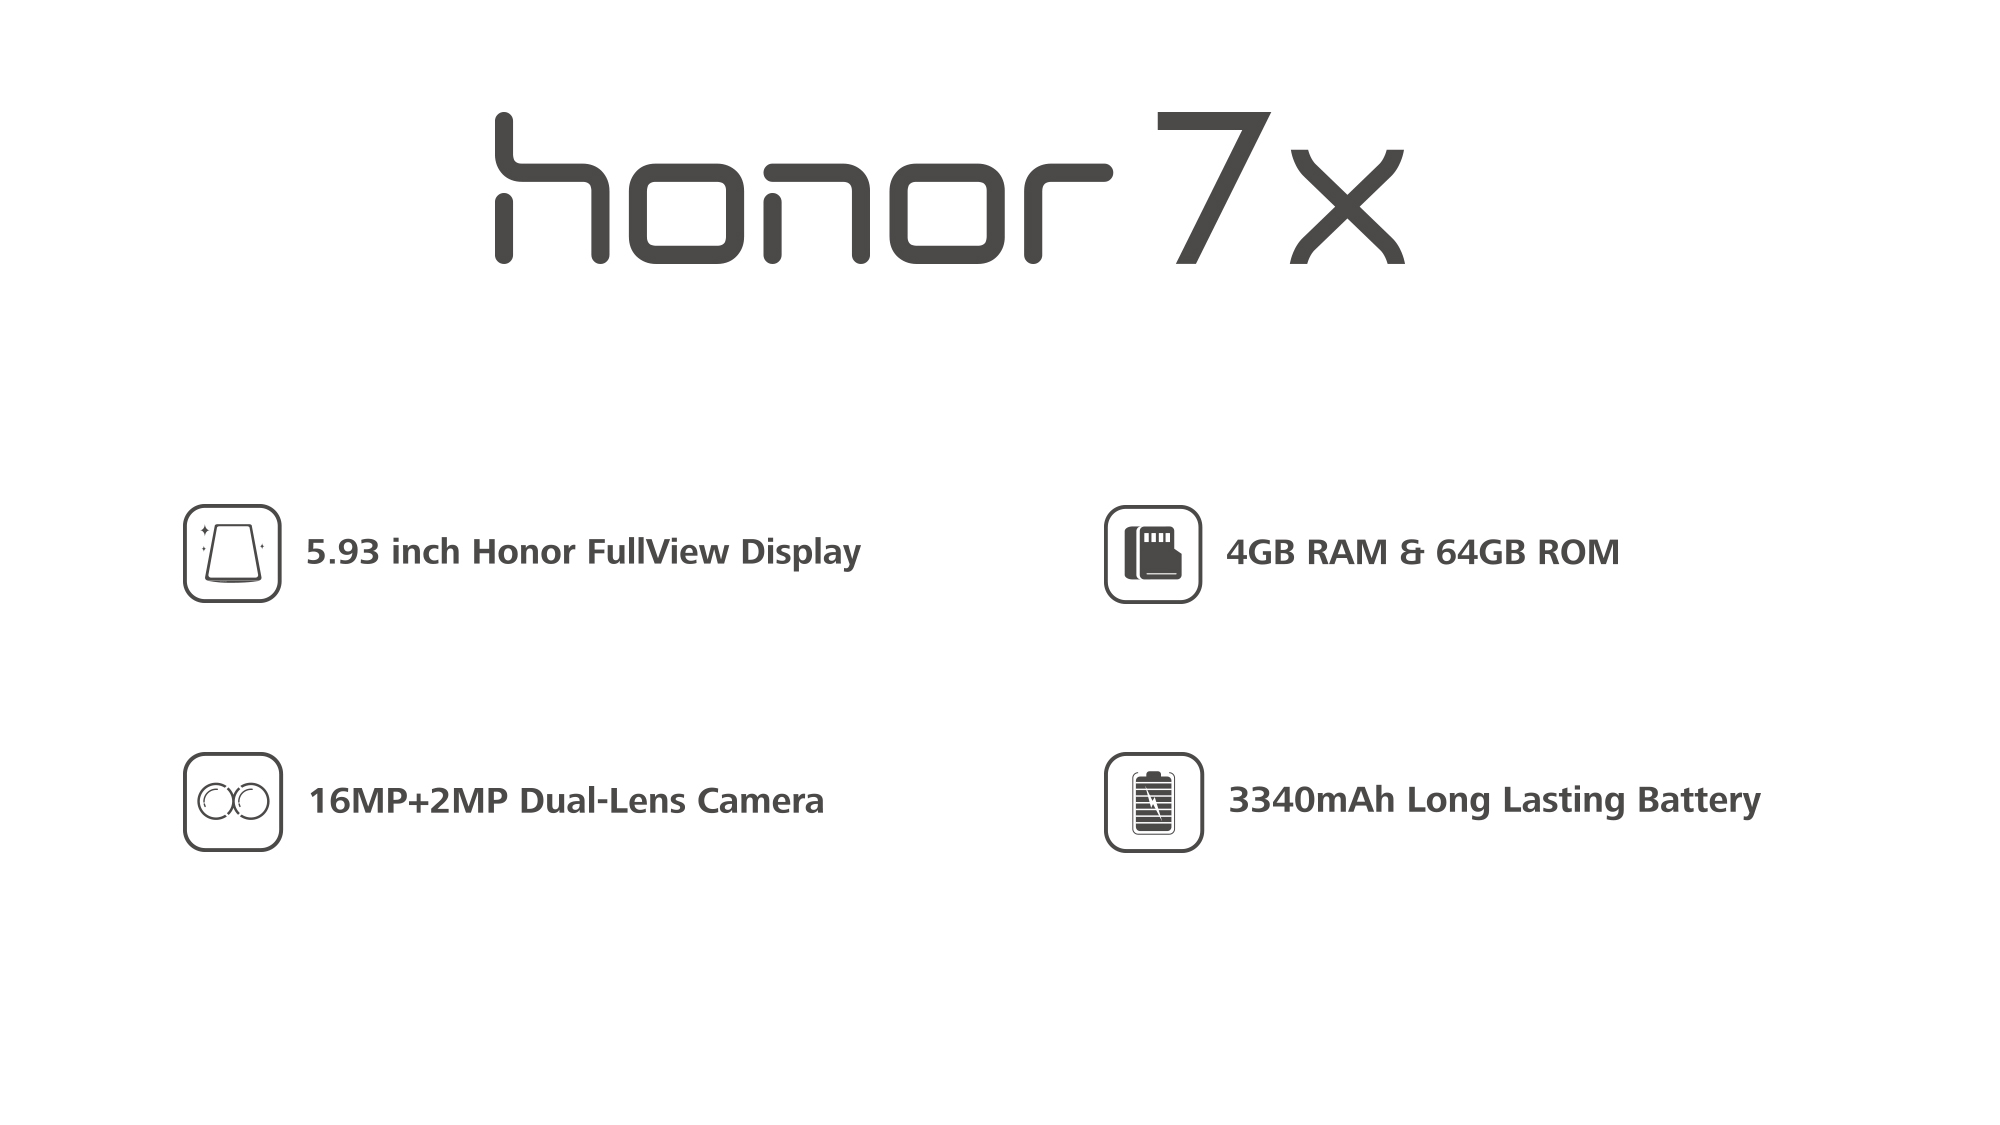 honor 7x
5.93 inch Honor FullView Display
4GB RAM & 64GB ROM
16MP+2MP Dual-Lens Camera
3340mAh Long Lasting Battery